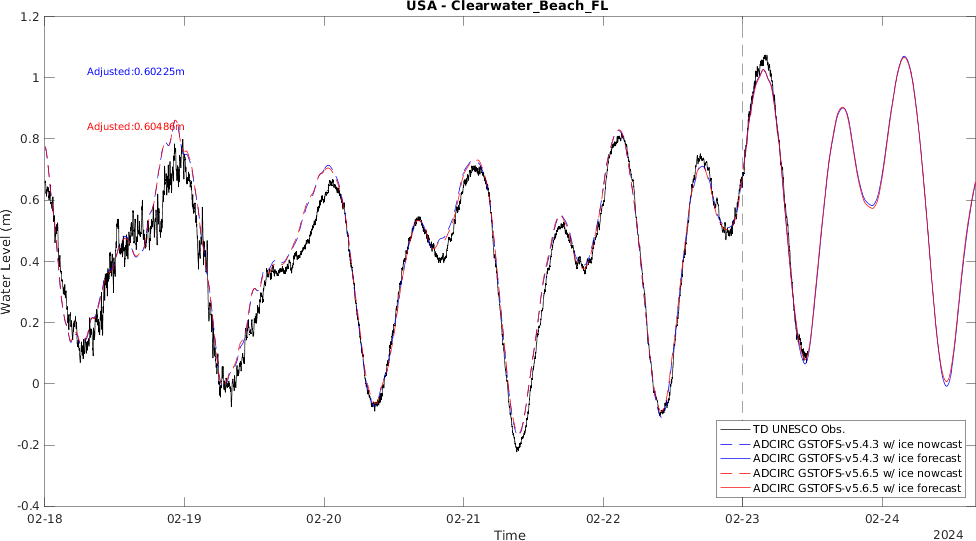 USA - Clearwater_Beach_FL
1.2
1
0.8
0.6
0.4
0.2
0
-0.2
-0.4
Water Level (m)
Adjusted:0.60225m
Adjusted:0.60486m
TD UNESCO Obs.
ADCIRC GSTOFS-v5.4.3 w/ ice nowcast
ADCIRC GSTOFS-v5.4.3 w/ ice forecast
ADCIRC GSTOFS-v5.6.5 w/ ice nowcast
ADCIRC GSTOFS-v5.6.5 w/ ice forecast
02-18 02-19 02-20 02-21 02-22 02-23 02-24
Time
2024